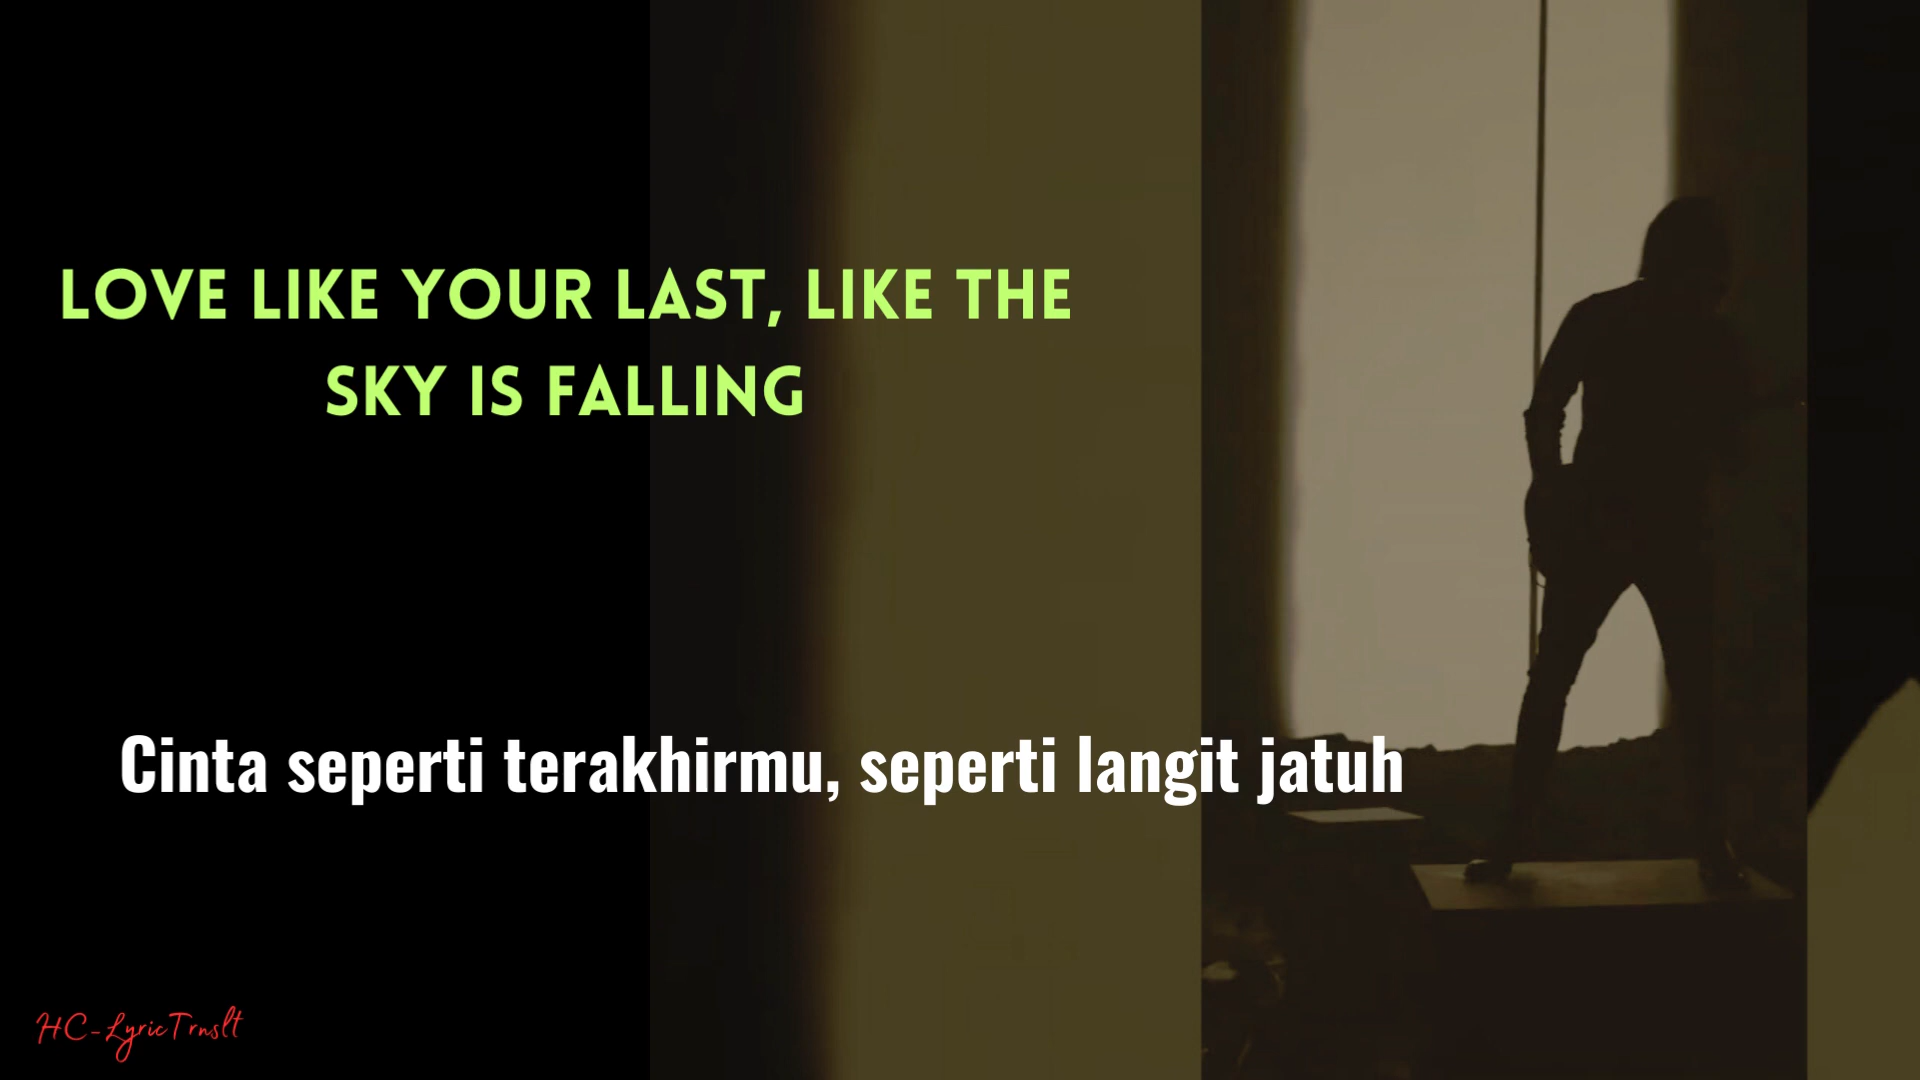 LOVE LIKE YOUR LAST, LIKE THE
SKY IS FALLING
Cinta seperti terakhirmu, seperti langit jatuh
HC-LyricTrnslt